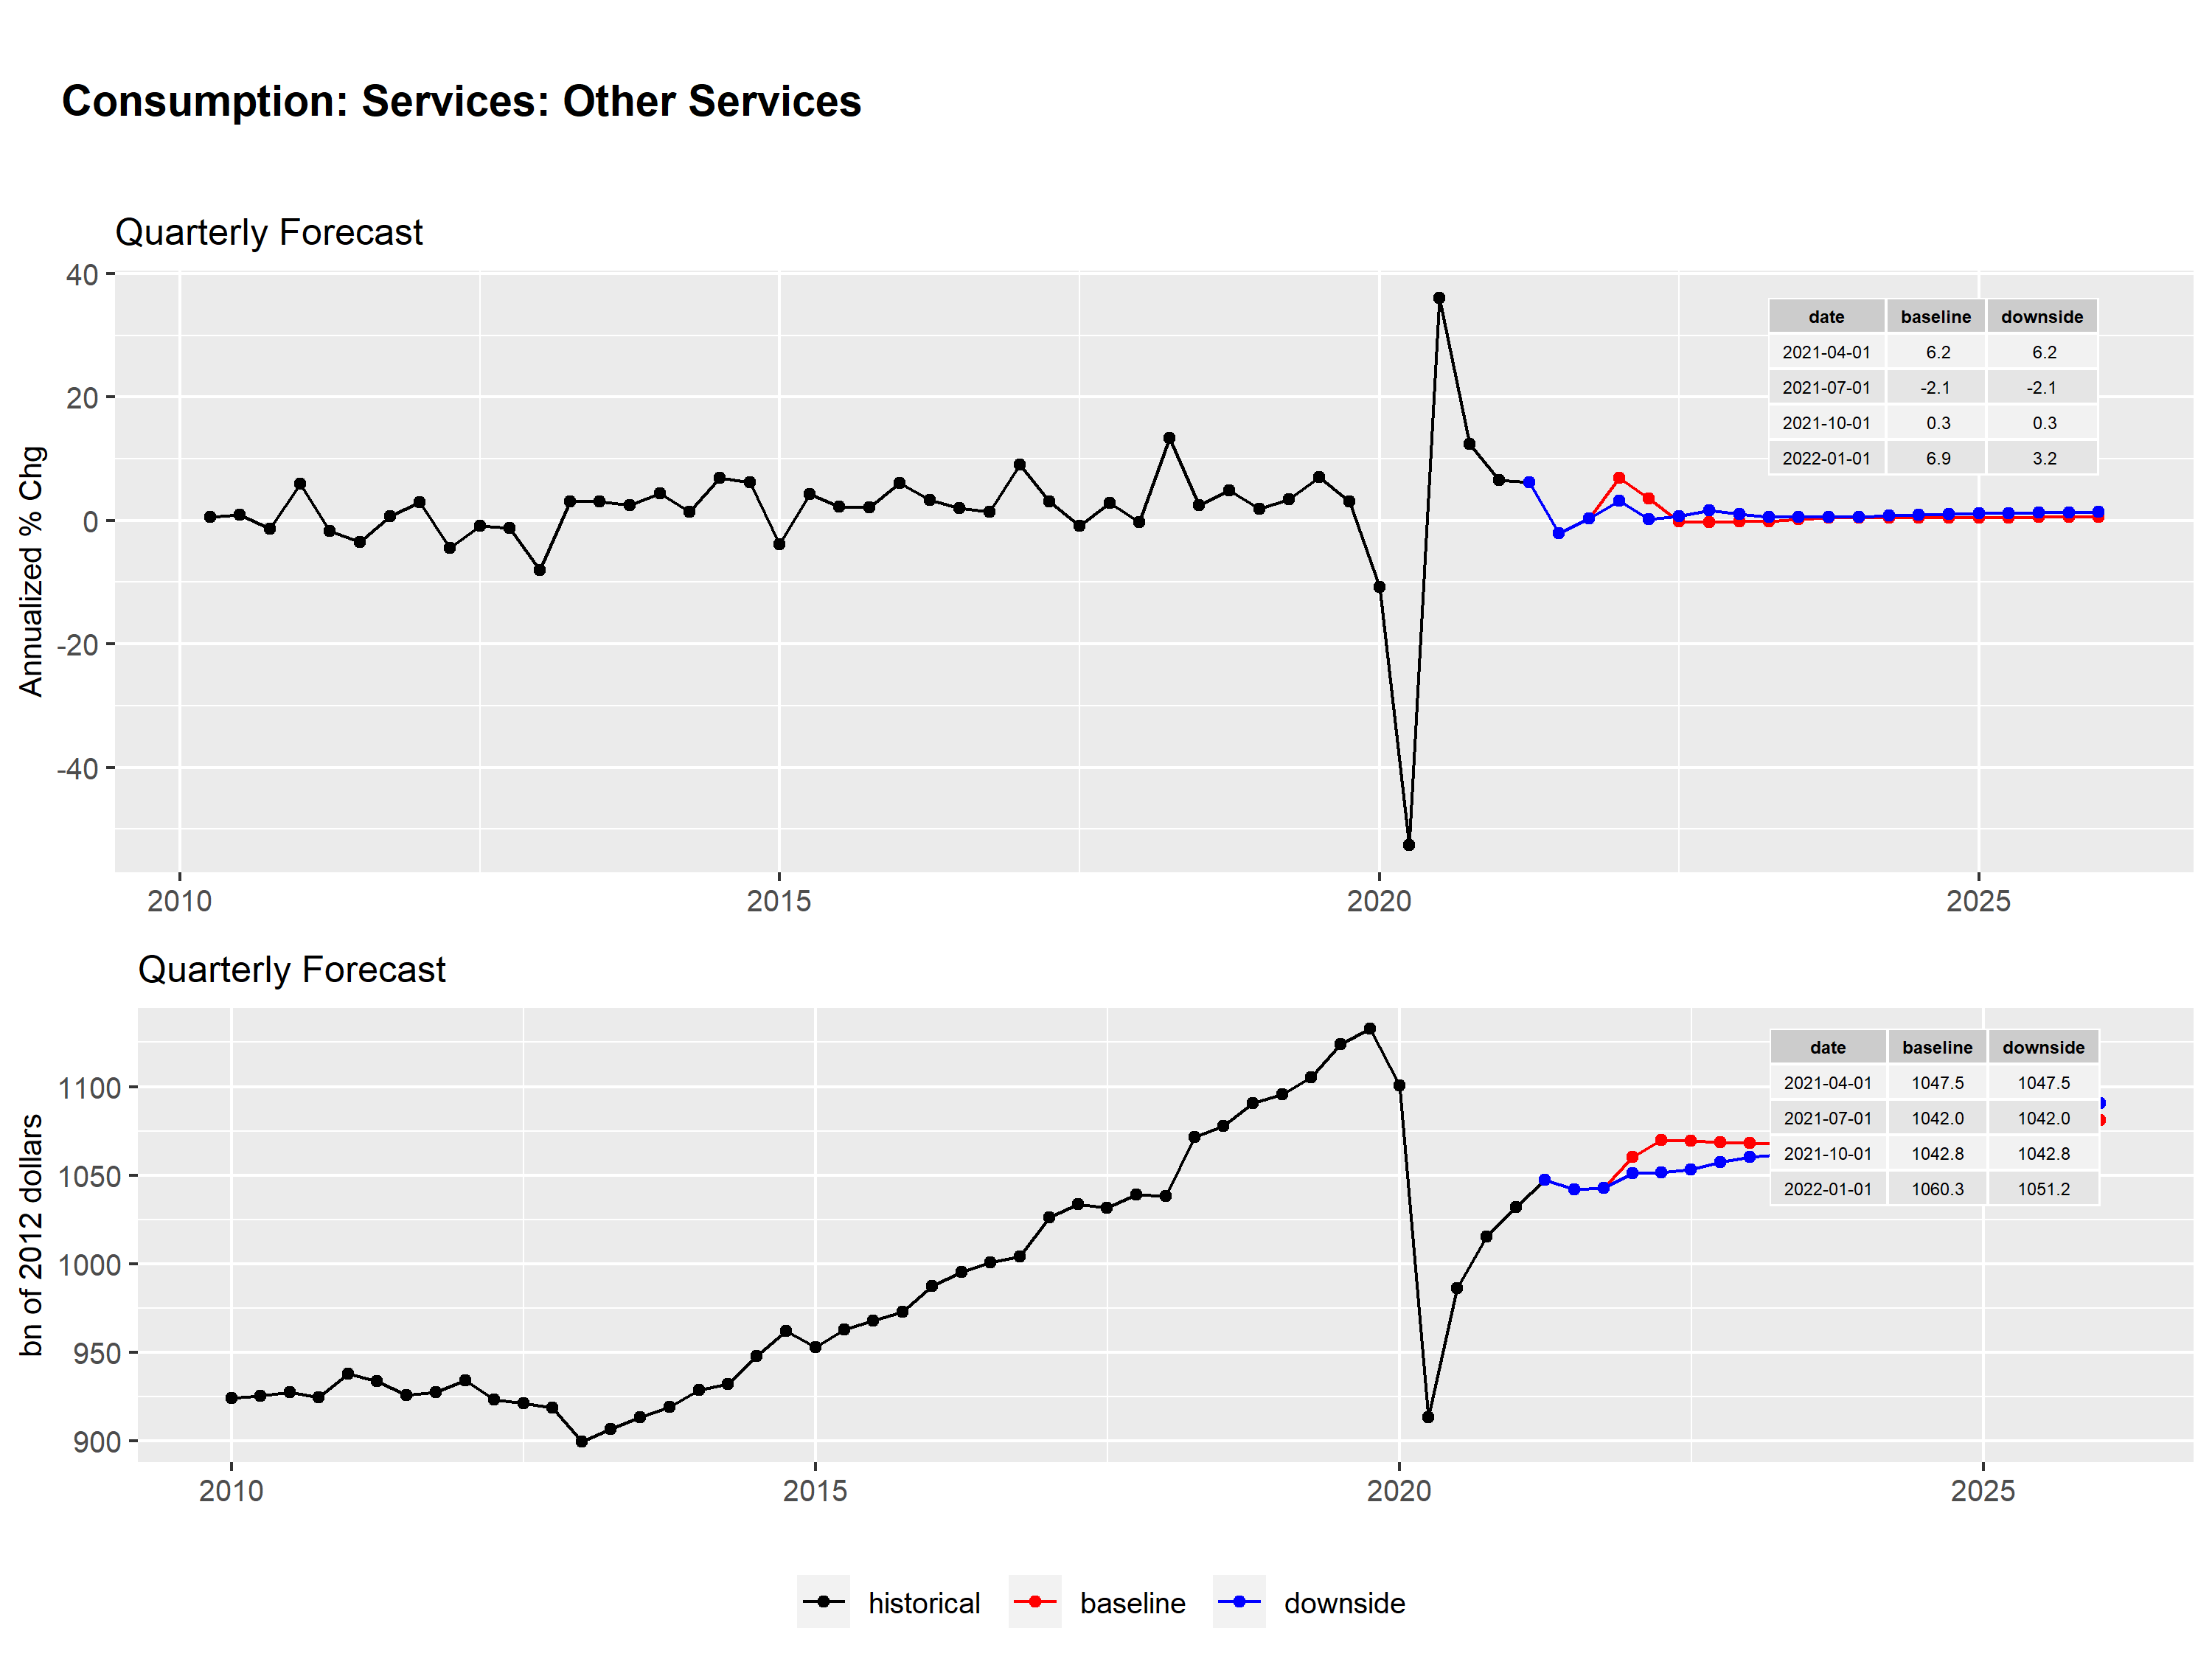 Consumption: Services: Other Services
Quarterly Forecast
Annualized % Chg
40
20
0
-20
-40
date baseline downside
2021-04-01 6.2 6.2
2021-07-01 -2.1 -2.1
2021-10-01 0.3 0.3
2022-01-01 6.9 3.2
2010 2015 2020 2025
Quarterly Forecast
bn of 2012 dollars
1100
1050
1000
950
900
date baseline downside
2021-04-01 1047.5 1047.5
2021-07-01 1042.0 1042.0
2021-10-01 1042.8 1042.8
2022-01-01 1060.3 1051.2
2010 2015 2020 2025
historical baseline downside